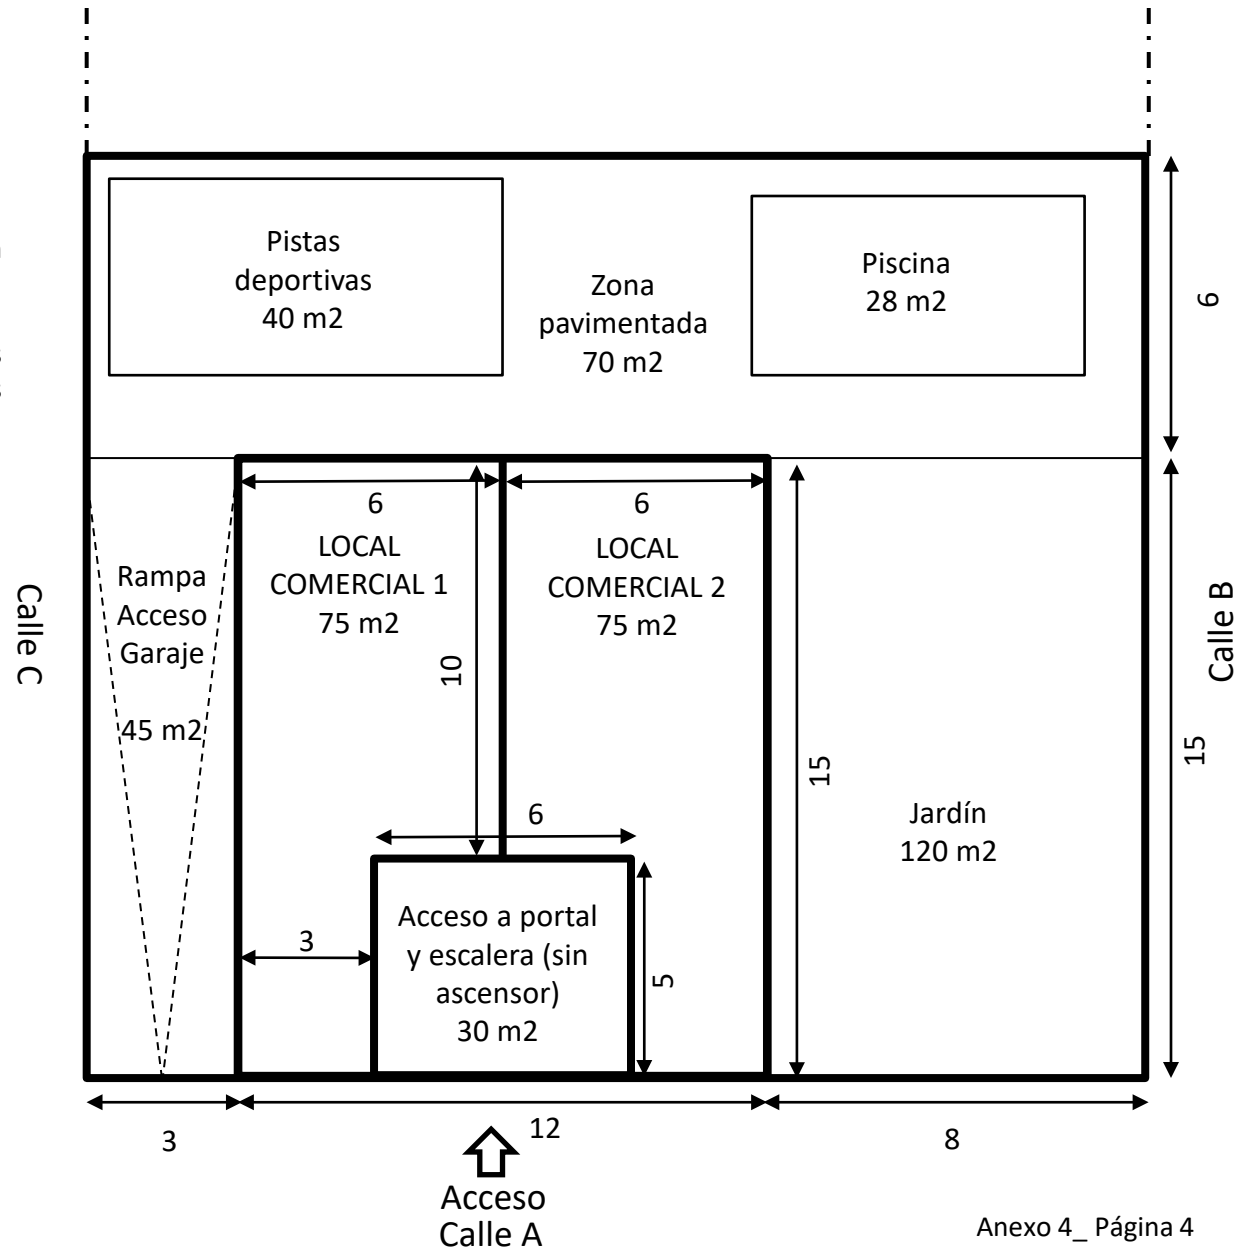 Pistas
deportivas
40 m2
Zona
pavimentada
70 m2
Piscina
28 m2
6
6
6
LOCAL
COMERCIAL 1
75 m2
LOCAL
COMERCIAL 2
75 m2
Rampa
Acceso
Garaje
45 m2
Calle C
Calle B
10
15
15
6
Jardín
120 m2
Acceso a portal
y escalera (sin
ascensor)
30 m2
3
5
3
12
8
Acceso
Calle A
Anexo 4_ Página 4